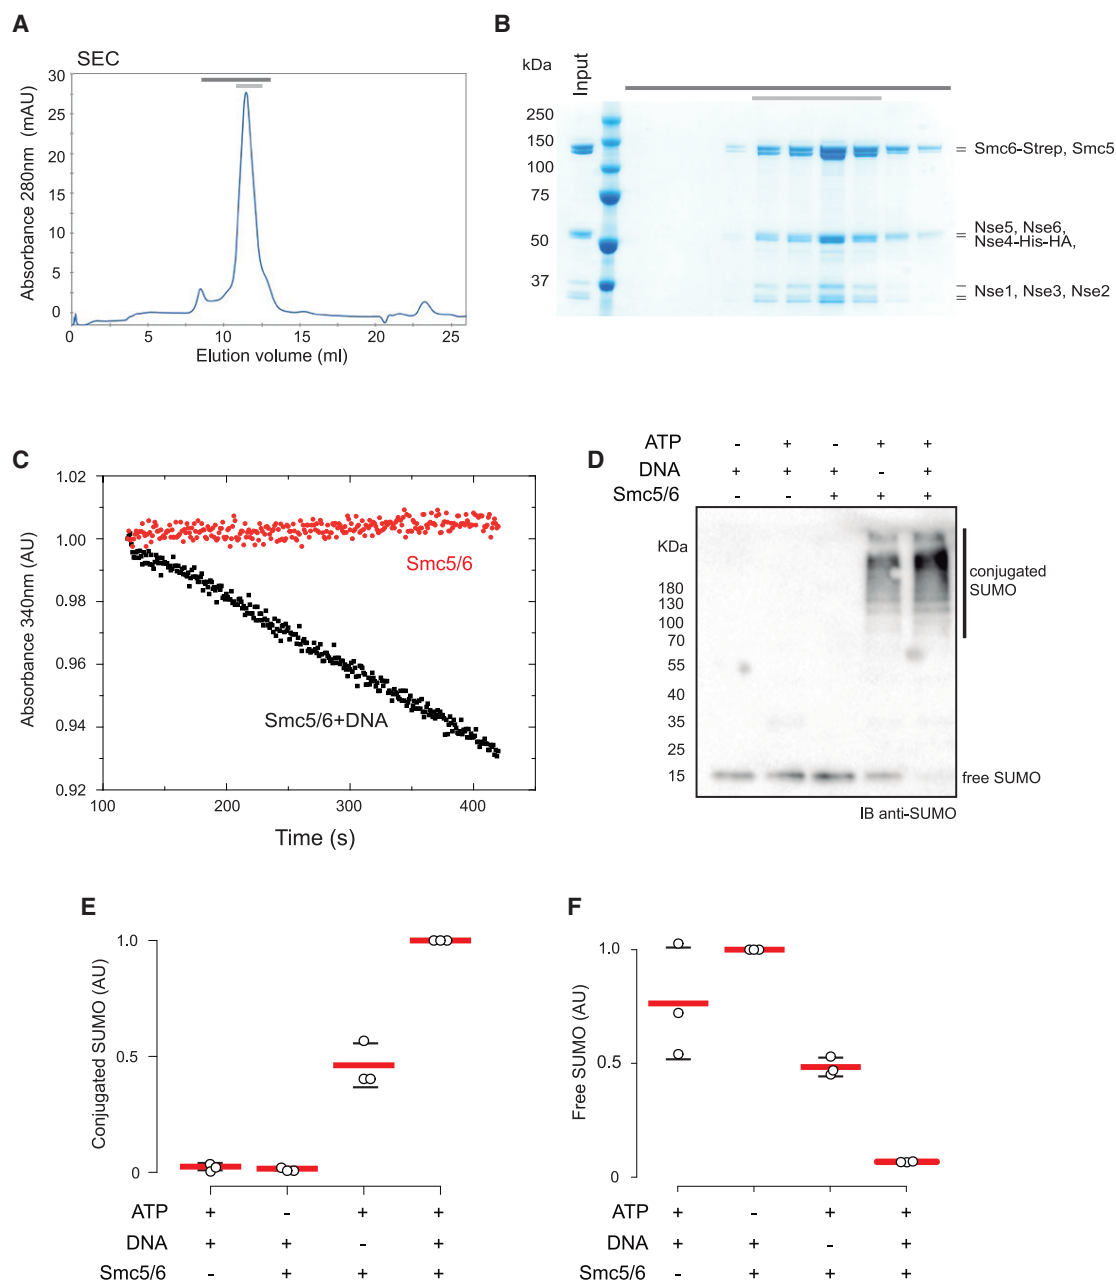 A
SEC
Absorbance 280nm (mAU)
30
25
20
15
10
5
0
0 5 10 15 20 25
Elution volume (ml)
B
kDa
Input
250
150
100
75
50
37
Smc6-Strep, Smc5
Nse5, Nse6,
Nse4-His-HA,
Nse1, Nse3, Nse2
C
Absorbance 340nm (AU)
1.02
1.00
0.98
0.96
0.94
0.92
Smc5/6
Smc5/6+DNA
100 200 300 400
Time (s)
D
ATP - + - + +
DNA + + + - +
Smc5/6 - - + + +
KDa
180
130
100
70
55
40
35
25
15
conjugated
SUMO
free SUMO
IB anti-SUMO
E
Conjugated SUMO (AU)
1.0
0.5
0
ATP + - + +
DNA + + - +
Smc5/6 - + + +
F
Free SUMO (AU)
1.0
0.5
0
ATP + - + +
DNA + + - +
Smc5/6 - + + +